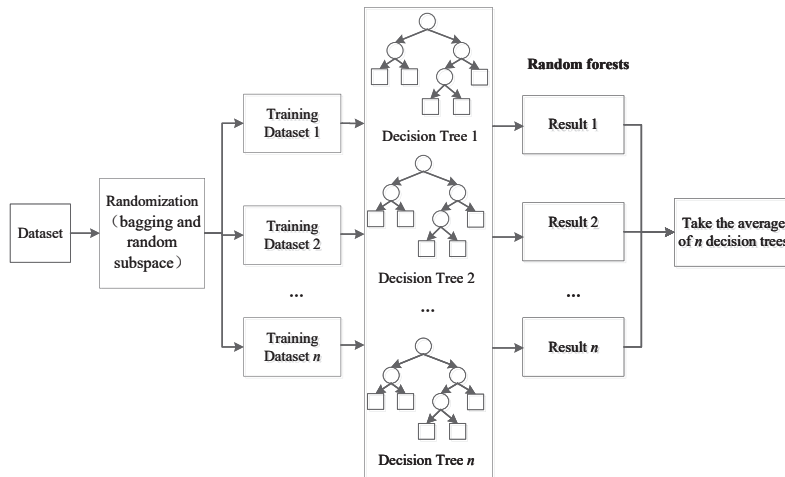 Random forests
Dataset
Randomization
（bagging and
random
subspace）
Training
Dataset 1
Training
Dataset 2
...
Training
Dataset n
Decision Tree 1
Decision Tree 2
...
Decision Tree n
Result 1
Result 2
...
Result n
Take the average
of n decision trees